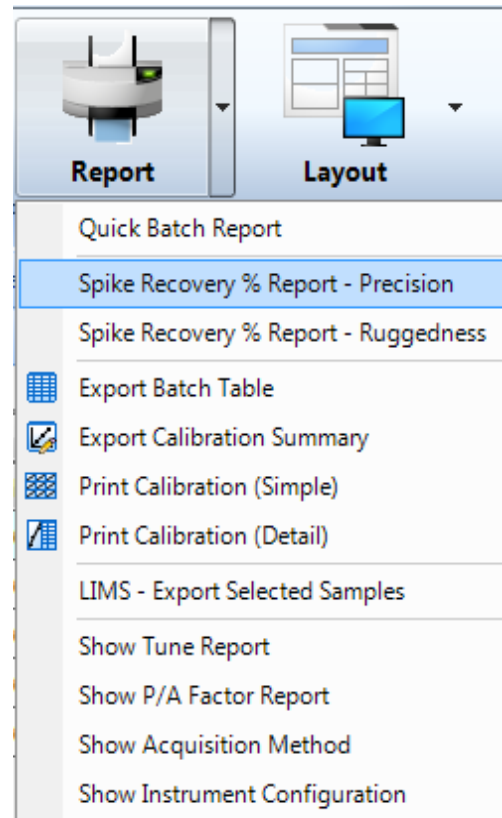 Report
Layout
Quick Batch Report
Spike Recovery % Report - Precision
Spike Recovery % Report - Ruggedness
Export Batch Table
Export Calibration Summary
Print Calibration (Simple)
Print Calibration (Detail)
LIMS - Export Selected Samples
Show Tune Report
Show P/A Factor Report
Show Acquisition Method
Show Instrument Configuration